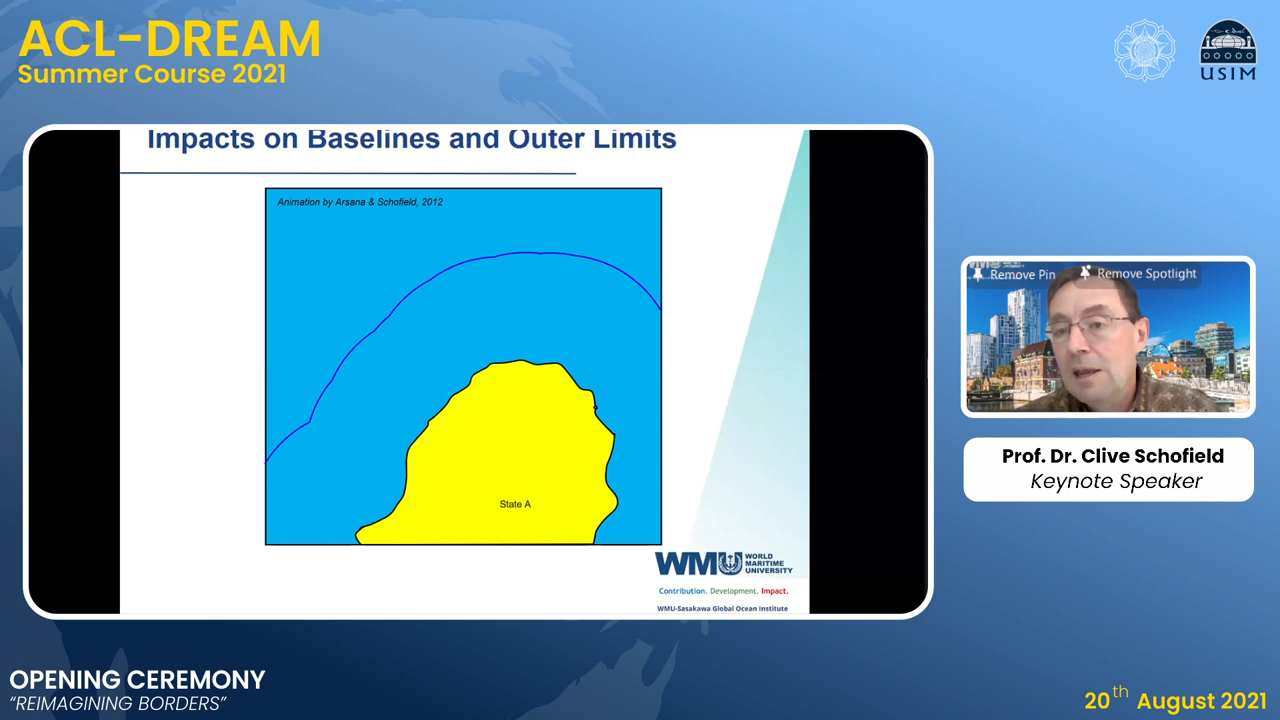 ACL-DREAM
Summer Course 2021
USIM
Impacts on Baselines and Outer Limits
Animation by Arsana & Schofield, 2012
State A
WMU WORLD MARITIME UNIVERSITY
Contribution. Development. Impact.
WMU-Sasakawa Global Ocean Institute
Remove Pin
Remove Spotlight
Prof. Dr. Clive Schofield
Keynote Speaker
OPENING CEREMONY
“REIMAGINING BORDERS”
20th August 2021